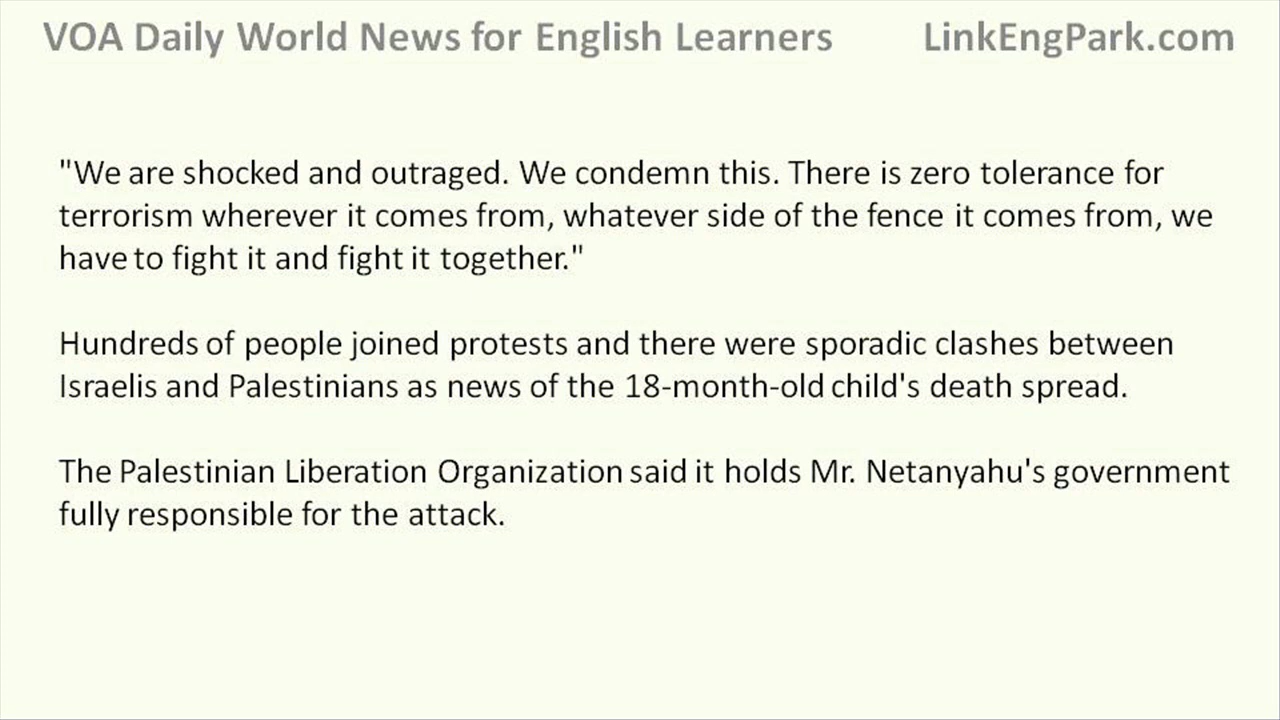 VOA Daily World News for English Learners
LinkEngPark.com
"We are shocked and outraged. We condemn this. There is zero tolerance for
terrorism wherever it comes from, whatever side of the fence it comes from, we
have to fight it and fight it together."
Hundreds of people joined protests and there were sporadic clashes between
Israelis and Palestinians as news of the 18-month-old child's death spread.
The Palestinian Liberation Organization said it holds Mr. Netanyahu's government
fully responsible for the attack.